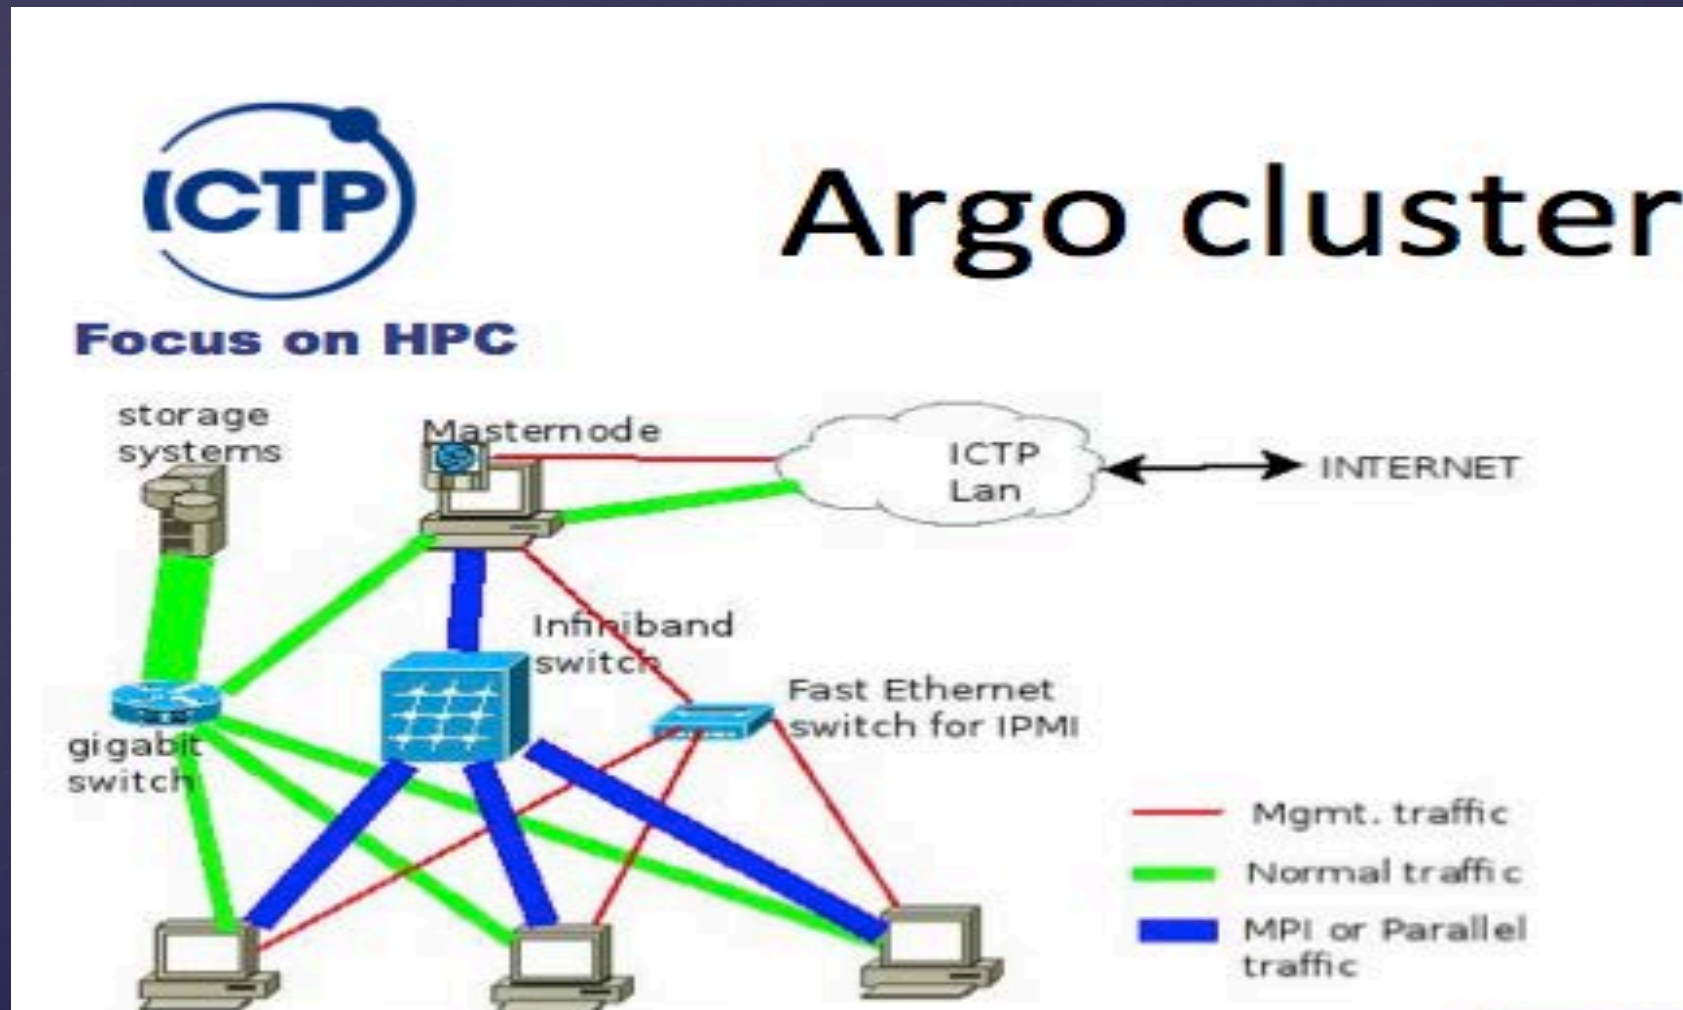 ICTP
Focus on HPC
Argo cluster
storage
systems
Masternode
ICTP
Lan
INTERNET
Infiniband
switch
Fast Ethernet
switch for IPMI
gigabit
switch
Mgmt. traffic
Normal traffic
MPI or Parallel
traffic